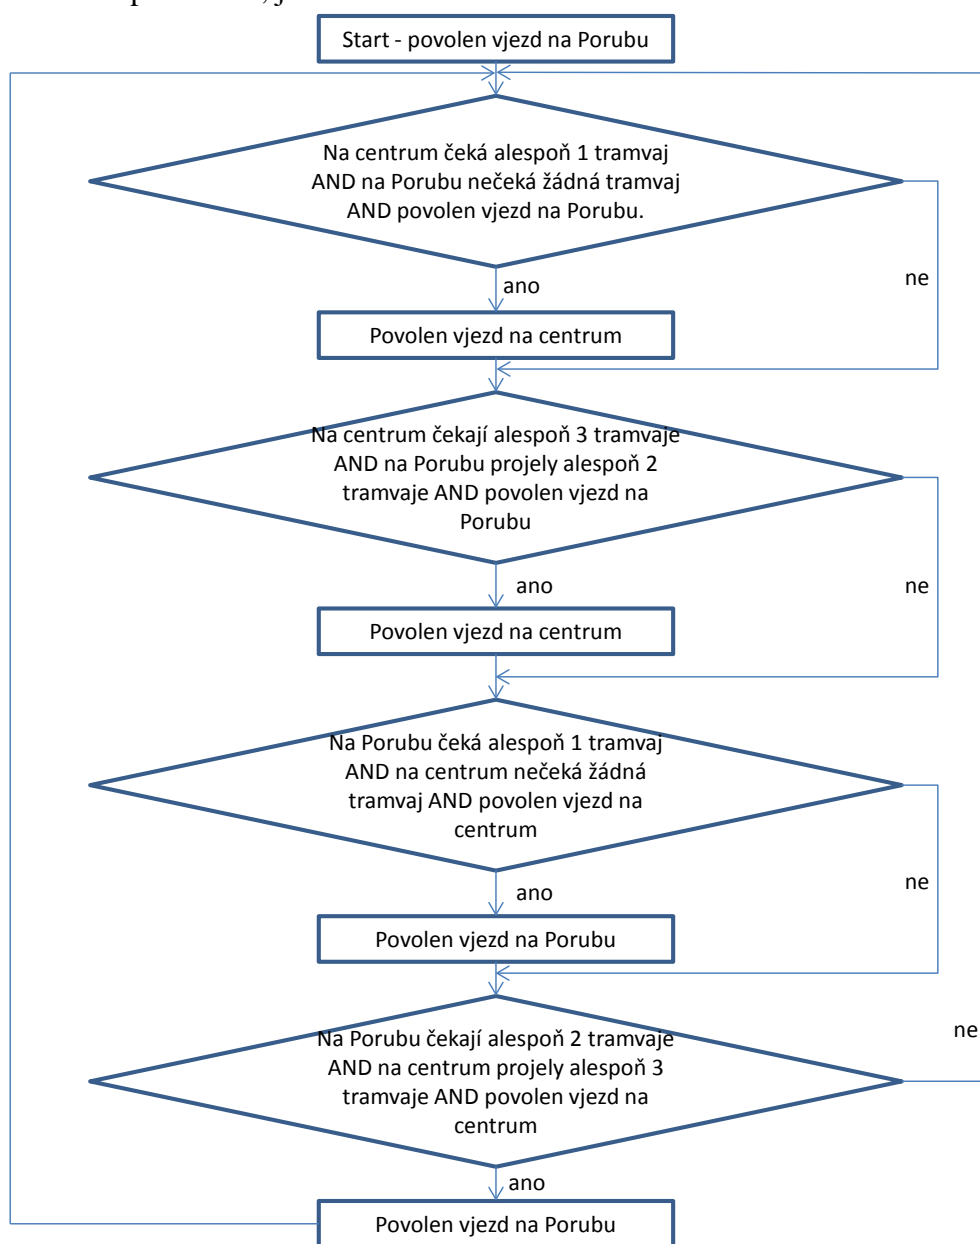 Start - povolen vjezd na Porubu
Na centrum čeká alespoň 1 tramvaj
AND na Porubu nečeká žádná tramvaj
AND povolen vjezd na Porubu.
ano
ne
Povolen vjezd na centrum
Na centrum čekají alespoň 3 tramvaje
AND na Porubu projely alespoň 2
tramvaje AND povolen vjezd na
Porubu
ano
ne
Povolen vjezd na centrum
Na Porubu čeká alespoň 1 tramvaj
AND na centrum nečeká žádná
tramvaj AND povolen vjezd na
centrum
ne
ano
Povolen vjezd na Porubu
ne
Na Porubu čekají alespoň 2 tramvaje
AND na centrum projely alespoň 3
tramvaje AND povolen vjezd na
centrum
ano
Povolen vjezd na Porubu